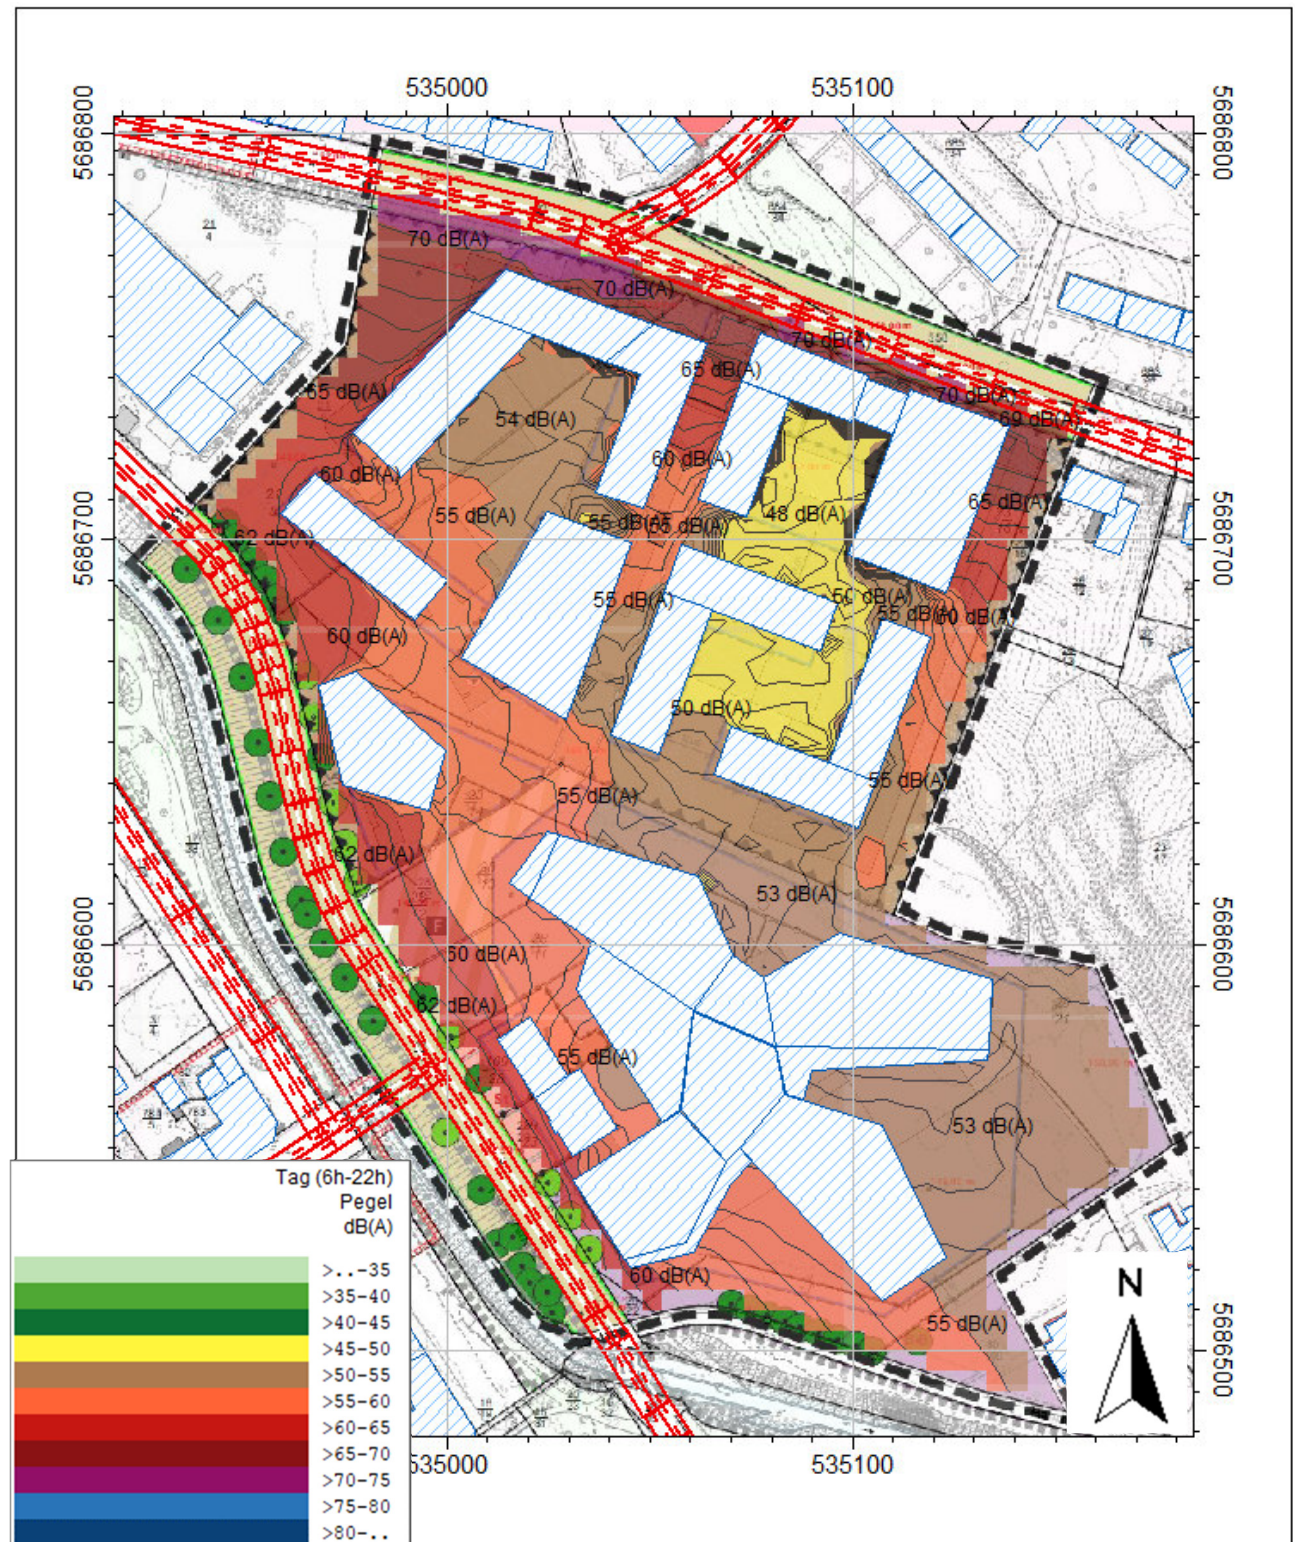 535000
535100
5686800
5686800
70 dB(A)
70 dB(A)
70 dB(A)
65 dB(A)
65 dB(A)
70 dB(A)
69 dB(A)
54 dB(A)
60 dB(A)
60 dB(A)
65 dB(A)
55 dB(A)
48 dB(A)
55 dB(A)
55 dB(A)
62 dB(A)
5686700
5686700
55 dB(A)
50 dB(A)
55 dB(A)
60 dB(A)
60 dB(A)
50 dB(A)
55 dB(A)
55 dB(A)
62 dB(A)
53 dB(A)
F
60 dB(A)
5686600
5686600
62 dB(A)
55 dB(A)
53 dB(A)
60 dB(A)
55 dB(A)
5686500
N
Tag (6h-22h)
Pegel
dB(A)
>..-35
>35-40
>40-45
>45-50
>50-55
>55-60
>60-65
>65-70
>70-75
>75-80
>80-..
535000
535100